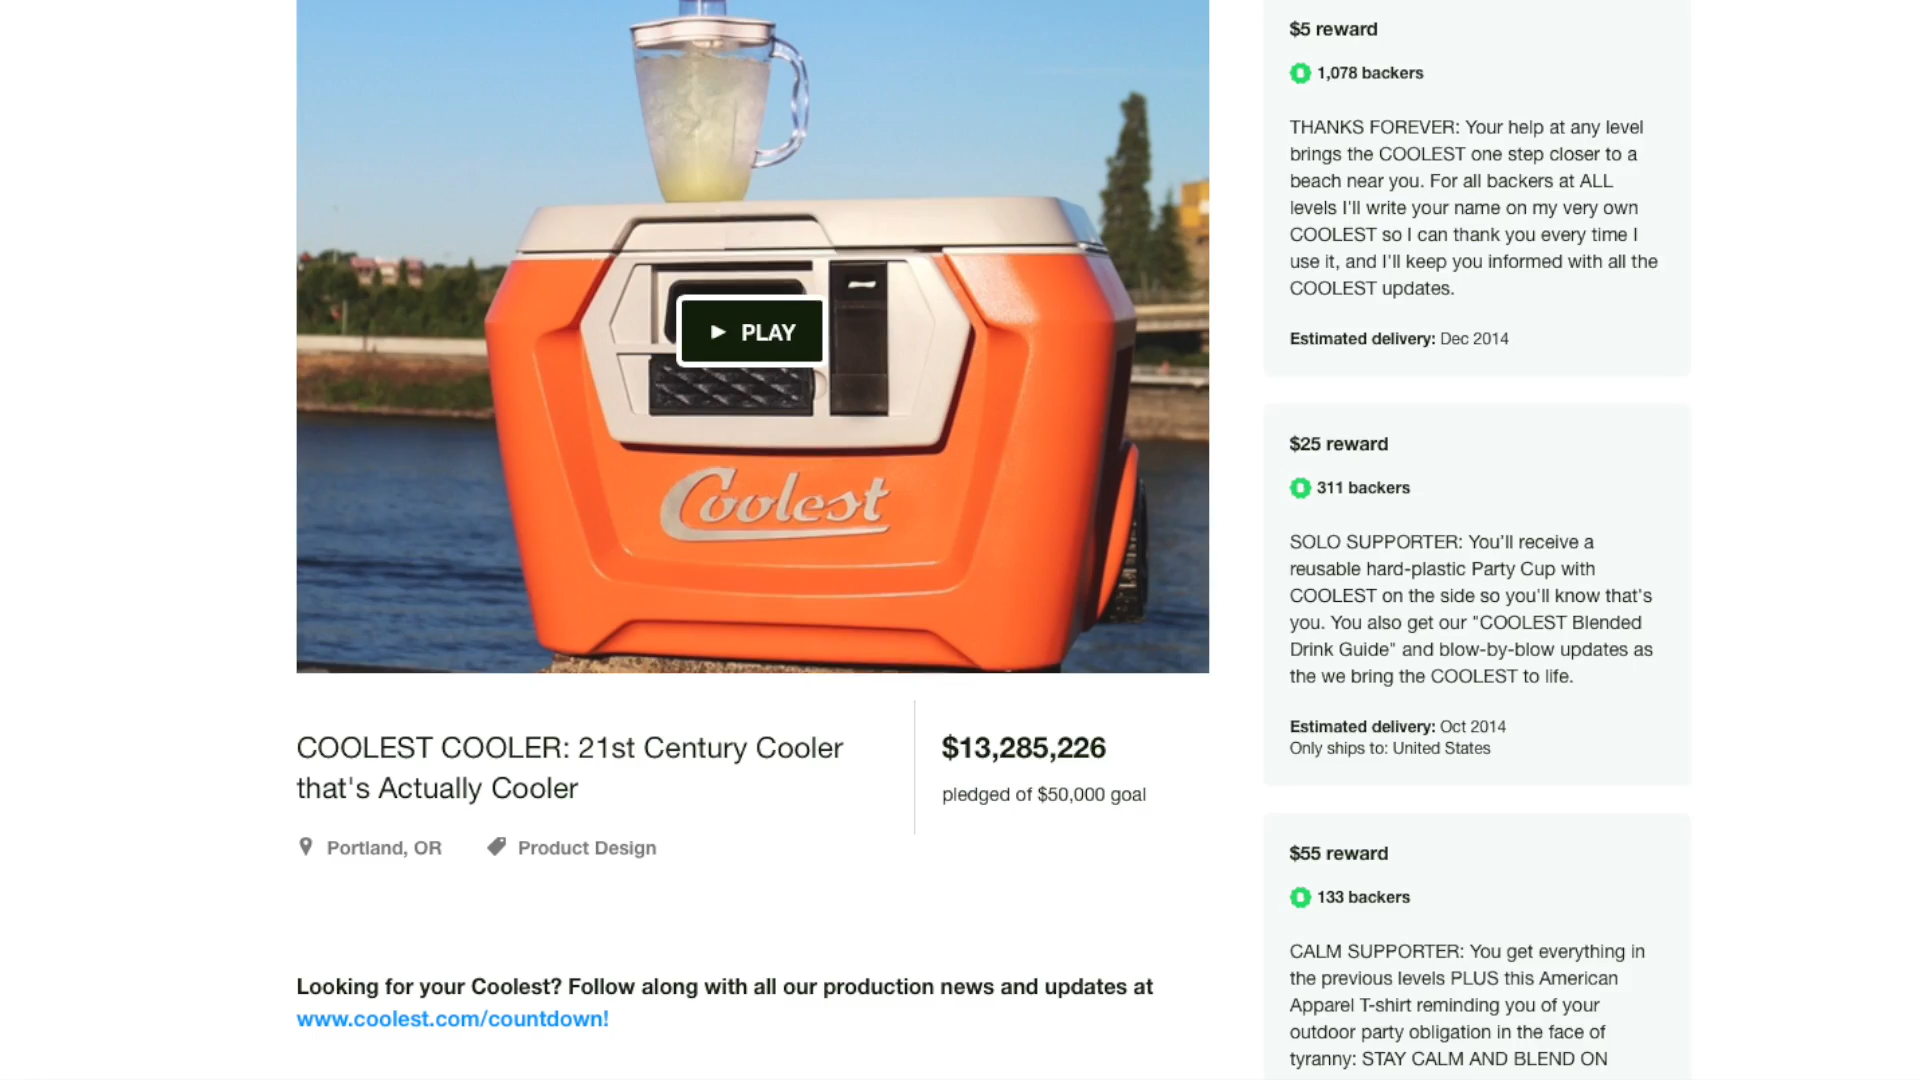 PLAY
Coolest
COOLEST COOLER: 21st Century Cooler
that's Actually Cooler
Portland, OR
Product Design
$13,285,226
pledged of $50,000 goal
Looking for your Coolest? Follow along with all our production news and updates at
www.coolest.com/countdown!
$5 reward
1,078 backers
THANKS FOREVER: Your help at any level
brings the COOLEST one step closer to a
beach near you. For all backers at ALL
levels I'll write your name on my very own
COOLEST so I can thank you every time I
use it, and I'll keep you informed with all the
COOLEST updates.
Estimated delivery: Dec 2014
$25 reward
311 backers
SOLO SUPPORTER: You'll receive a
reusable hard-plastic Party Cup with
COOLEST on the side so you'll know that's
you. You also get our "COOLEST Blended
Drink Guide" and blow-by-blow updates as
the we bring the COOLEST to life.
Estimated delivery: Oct 2014
Only ships to: United States
$55 reward
133 backers
CALM SUPPORTER: You get everything in
the previous levels PLUS this American
Apparel T-shirt reminding you of your
outdoor party obligation in the face of
tyranny: STAY CALM AND BLEND ON